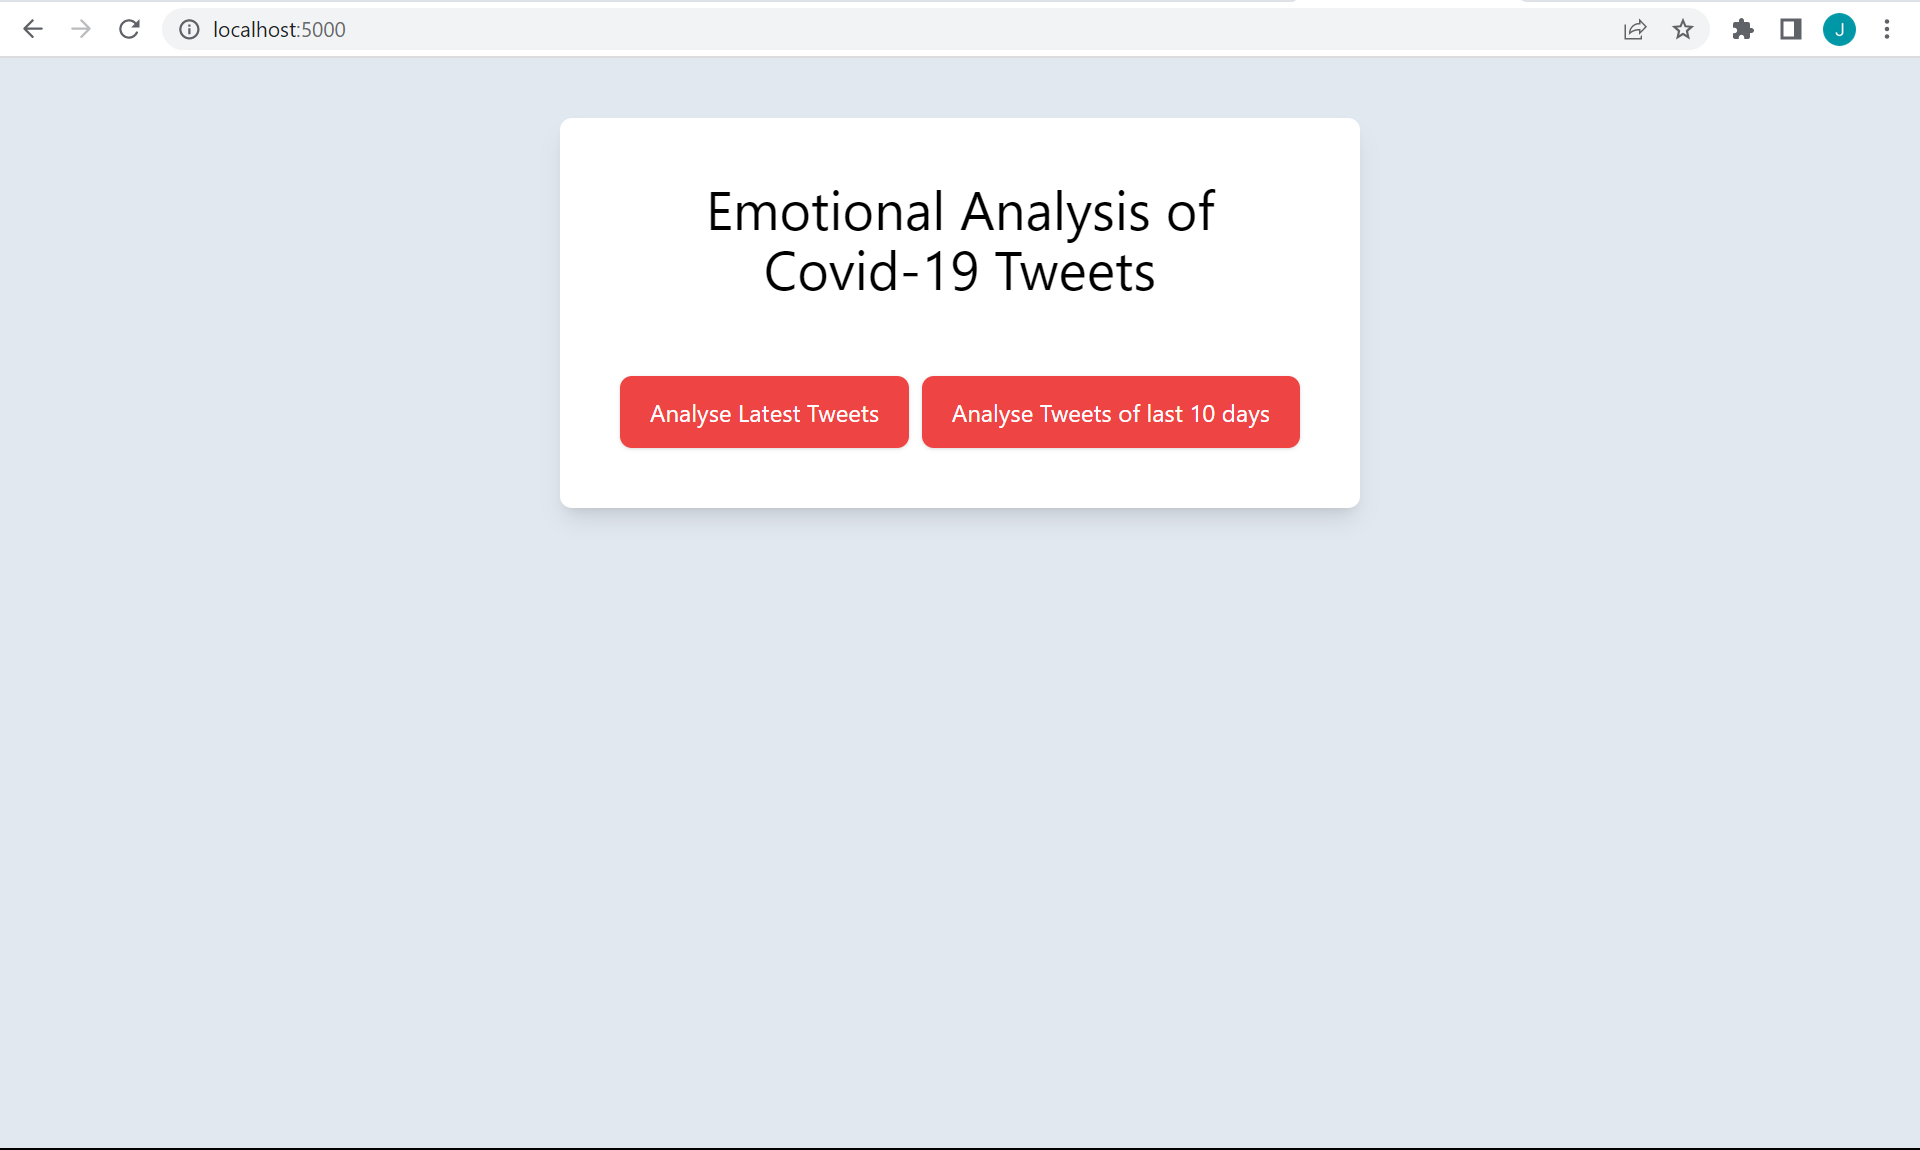 localhost:5000
J
Emotional Analysis of
Covid-19 Tweets
Analyse Latest Tweets
Analyse Tweets of last 10 days